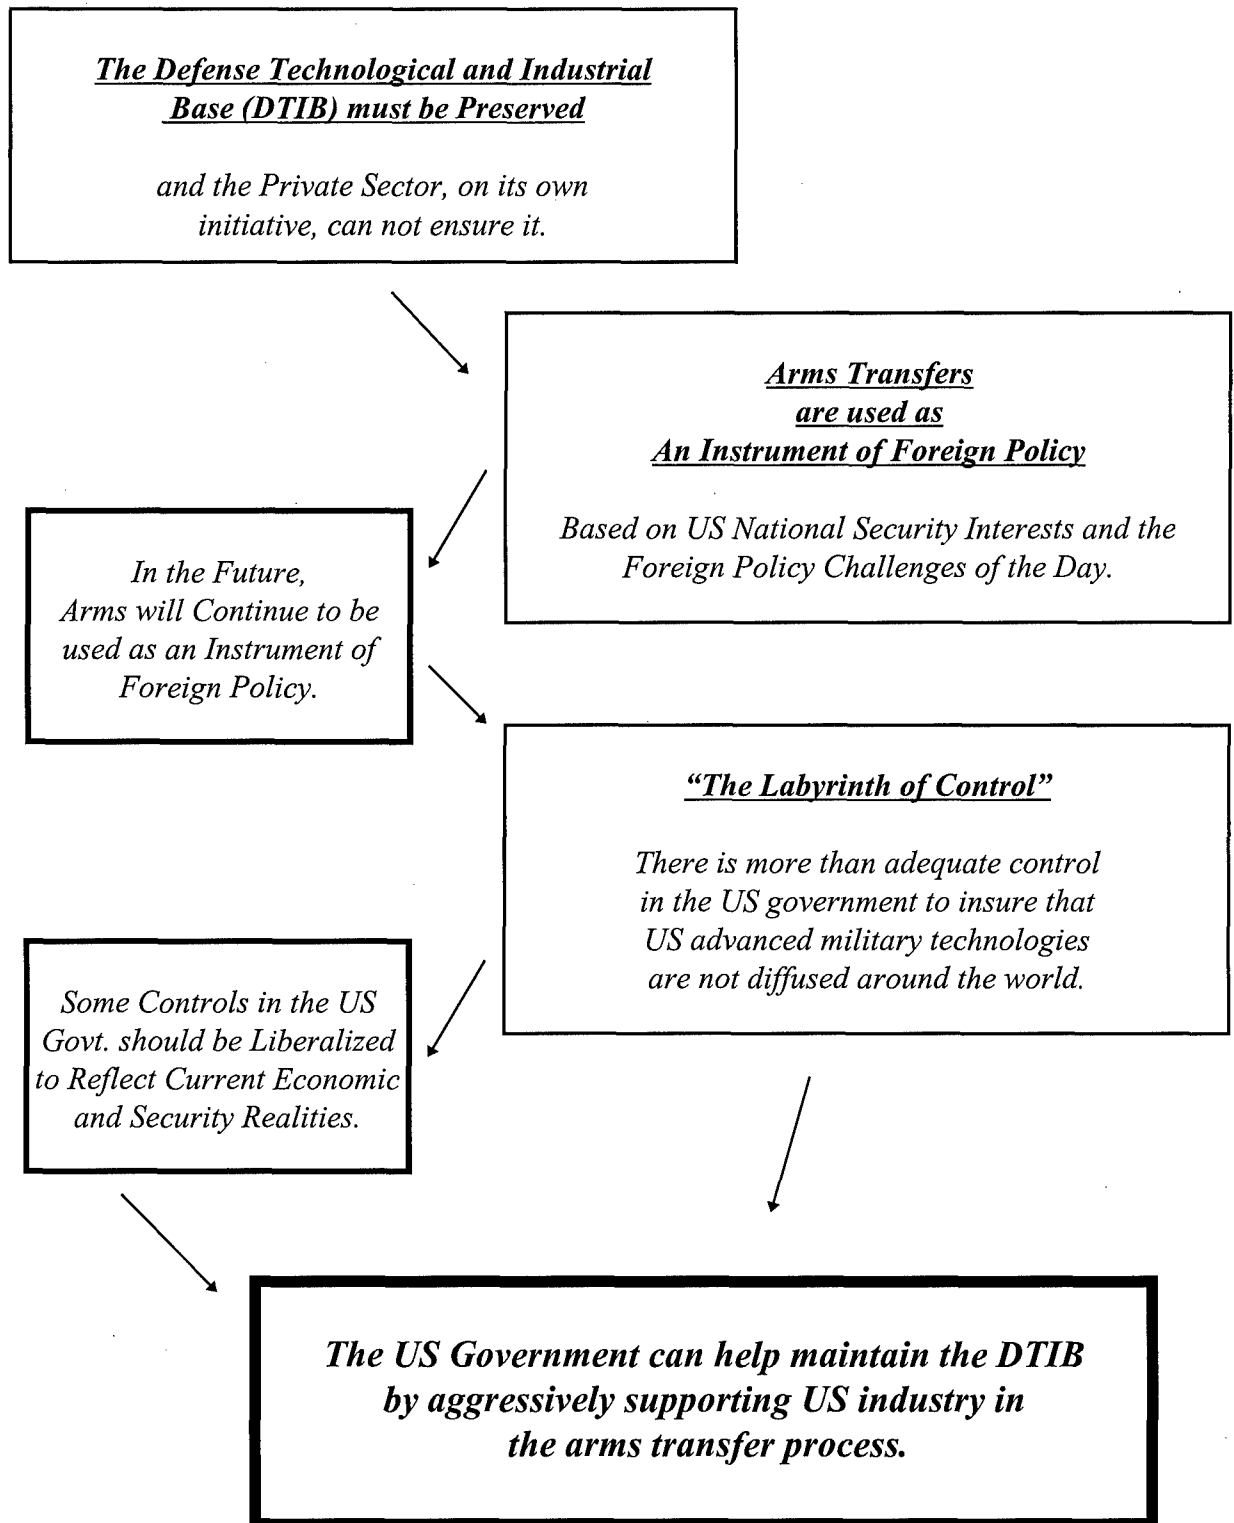 The Defense Technological and Industrial
Base (DTIB) must be Preserved
and the Private Sector, on its own
initiative, can not ensure it.
Arms Transfers
are used as
An Instrument of Foreign Policy
Based on US National Security Interests and the
Foreign Policy Challenges of the Day.
In the Future,
Arms will Continue to be
used as an Instrument of
Foreign Policy.
“The Labyrinth of Control”
There is more than adequate control
in the US government to insure that
US advanced military technologies
are not diffused around the world.
Some Controls in the US
Govt. should be Liberalized
to Reflect Current Economic
and Security Realities.
The US Government can help maintain the DTIB
by aggressively supporting US industry in
the arms transfer process.